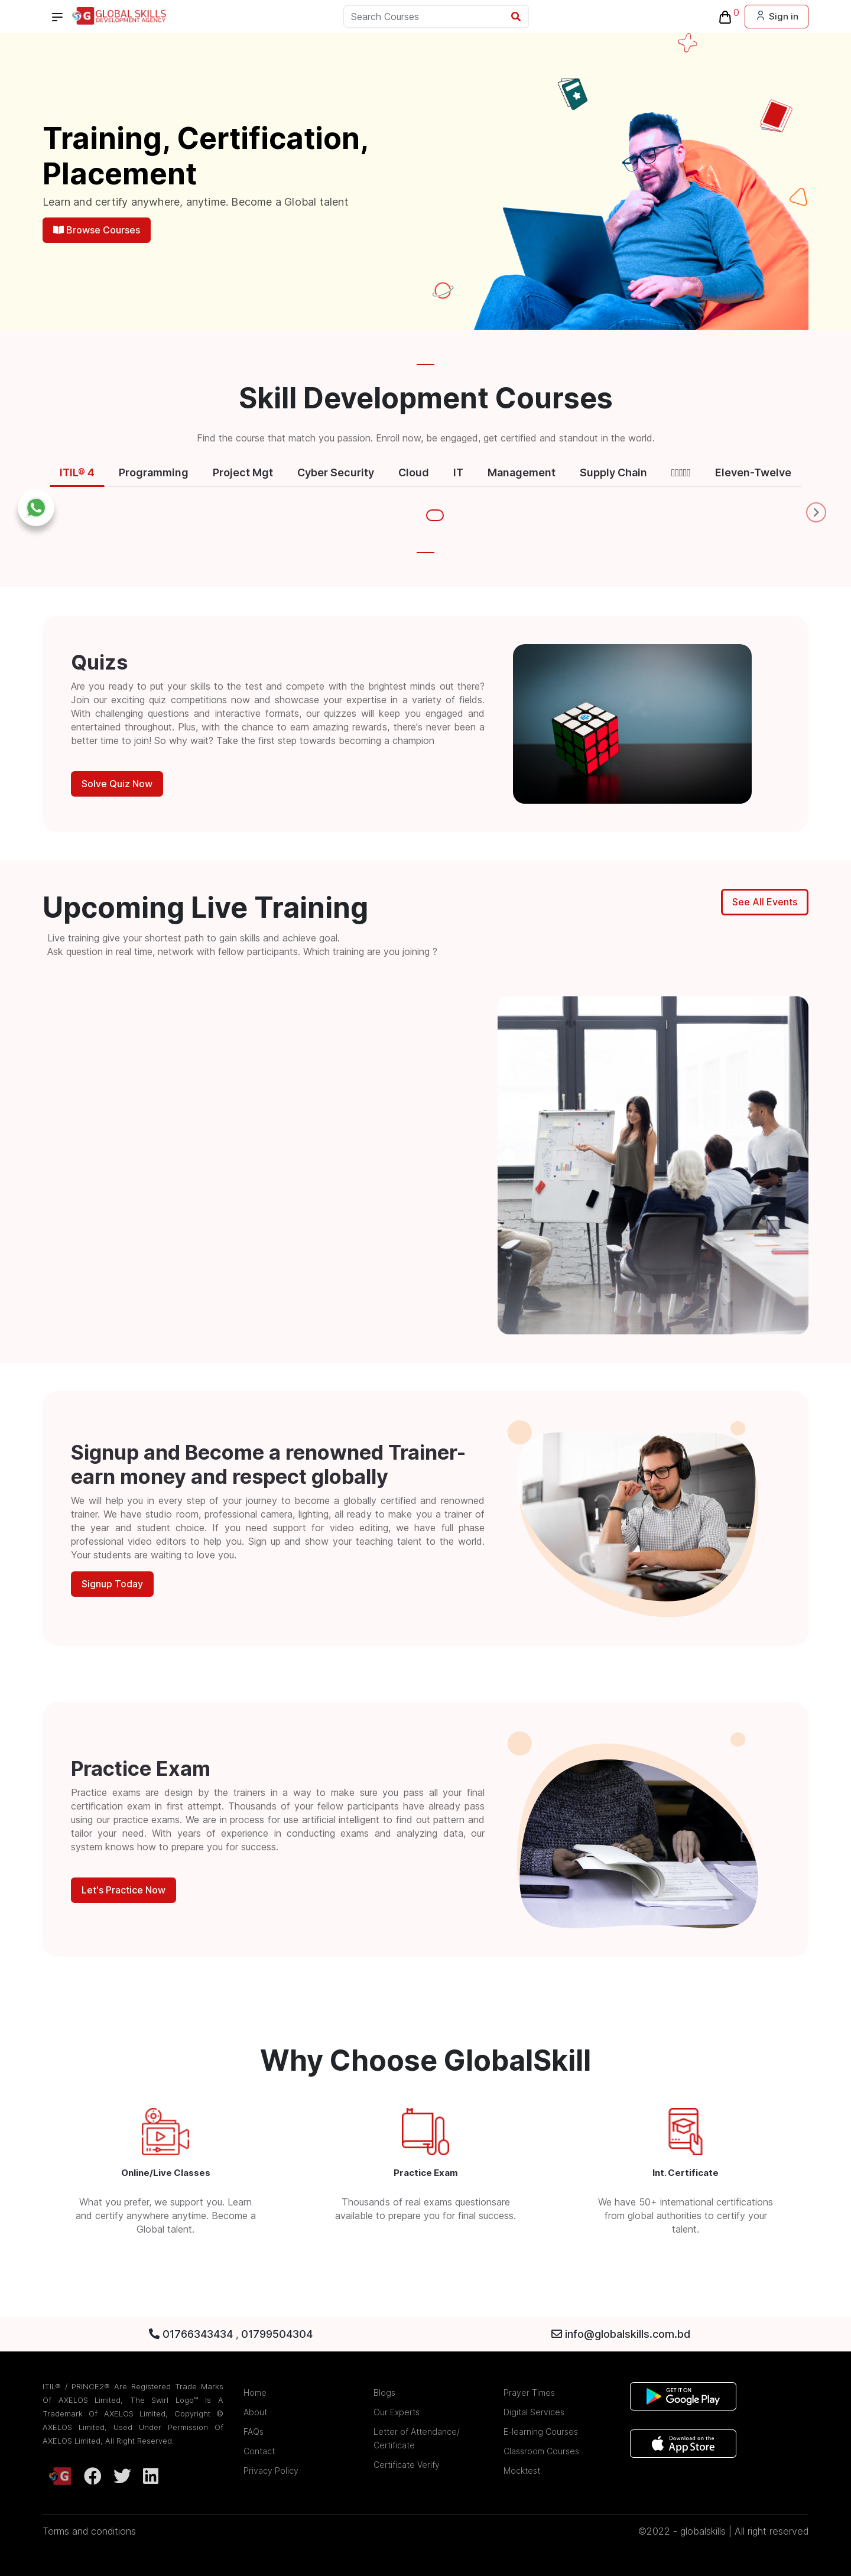 GLOBAL SKILLS
DEVELOPMENT AGENCY
Search Courses
0
Sign in
Training, Certification,
Placement
Learn and certify anywhere, anytime. Become a Global talent
Browse Courses
Skill Development Courses
Find the course that match you passion. Enroll now, be engaged, get certified and standout in the world.
ITIL® 4
Programming
Project Mgt
Cyber Security
Cloud
IT
Management
Supply Chain
Eleven-Twelve
Quizs
Are you ready to put your skills to the test and compete with the brightest minds out there?
Join our exciting quiz competitions now and showcase your expertise in a variety of fields.
With challenging questions and interactive formats, our quizzes will keep you engaged and
entertained throughout. Plus, with the chance to earn amazing rewards, there's never been a
better time to join! So why wait? Take the first step towards becoming a champion
Solve Quiz Now
Upcoming Live Training
See All Events
Live training give your shortest path to gain skills and achieve goal.
Ask question in real time, network with fellow participants. Which training are you joining ?
Signup and Become a renowned Trainer-
earn money and respect globally
We will help you in every step of your journey to become a globally certified and renowned
trainer. We have studio room, professional camera, lighting, all ready to make you a trainer of
the year and student choice. If you need support for video editing, we have full phase
professional video editors to help you. Sign up and show your teaching talent to the world.
Your students are waiting to love you.
Signup Today
Practice Exam
Practice exams are design by the trainers in a way to make sure you pass all your final
certification exam in first attempt. Thousands of your fellow participants have already pass
using our practice exams. We are in process for use artificial intelligent to find out pattern and
tailor your need. With years of experience in conducting exams and analyzing data, our
system knows how to prepare you for success.
Let's Practice Now
Why Choose GlobalSkill
Online/Live Classes
What you prefer, we support you. Learn
and certify anywhere anytime. Become a
Global talent.
Practice Exam
Thousands of real exams questionsare
available to prepare you for final success.
Int. Certificate
We have 50+ international certifications
from global authorities to certify your
talent.
01766343434 , 01799504304
info@globalskills.com.bd
ITIL® / PRINCE2® Are Registered Trade Marks
Of AXELOS Limited, The Swirl Logo™ Is A
Trademark Of AXELOS Limited, Copyright ©
AXELOS Limited, Used Under Permission Of
AXELOS Limited, All Right Reserved.
G
Home
About
FAQs
Contact
Privacy Policy
Blogs
Our Experts
Letter of Attendance/
Certificate
Certificate Verify
Prayer Times
Digital Services
E-learning Courses
Classroom Courses
Mocktest
GET IT ON
Google Play
Download on the
App Store
Terms and conditions
©2022 - globalskills | All right reserved